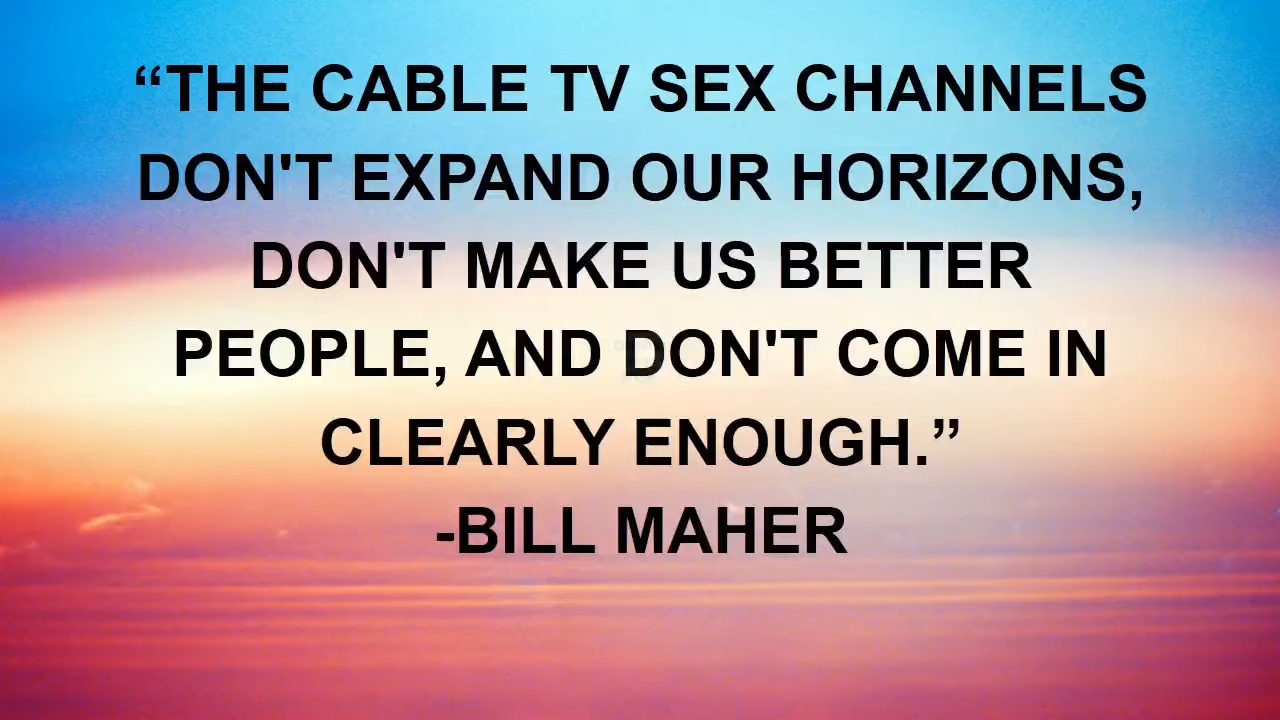 “THE CABLE TV SEX CHANNELS
DON'T EXPAND OUR HORIZONS,
DON'T MAKE US BETTER
PEOPLE, AND DON'T COME IN
CLEARLY ENOUGH.”
-BILL MAHER